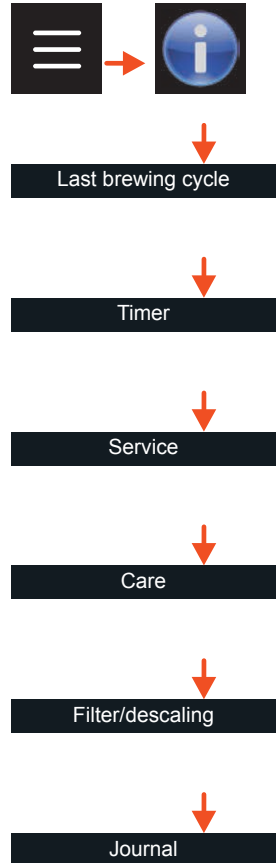 Last brewing cycle
Timer
Service
Care
Filter/descaling
Journal